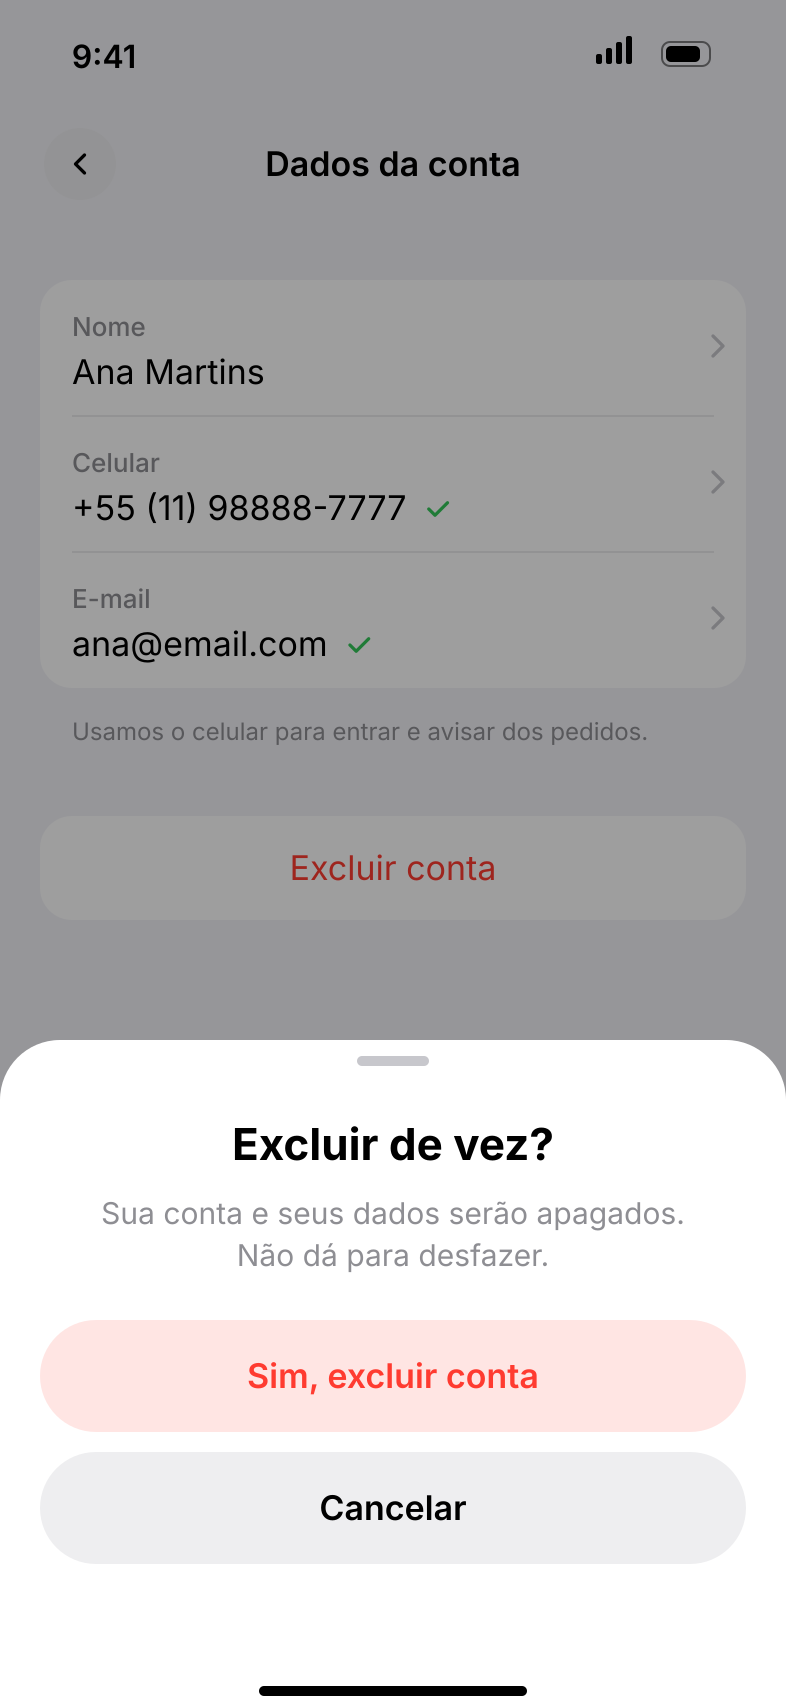 9:41
Dados da conta
Nome
Ana Martins
Celular
+55 (11) 98888-7777
E-mail
ana@email.com
Usamos o celular para entrar e avisar dos pedidos.
Excluir conta
Excluir de vez?
Sua conta e seus dados serão apagados.
Não dá para desfazer.
Sim, excluir conta
Cancelar